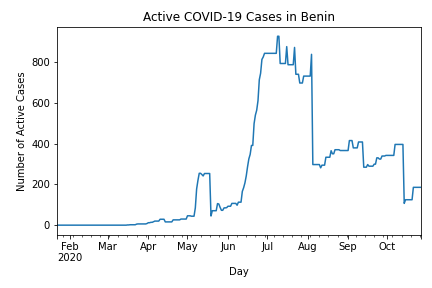 Active COVID-19 Cases in Benin
Number of Active Cases
800
600
400
200
0
Feb Mar Apr May Jun Jul Aug Sep Oct
2020
Day